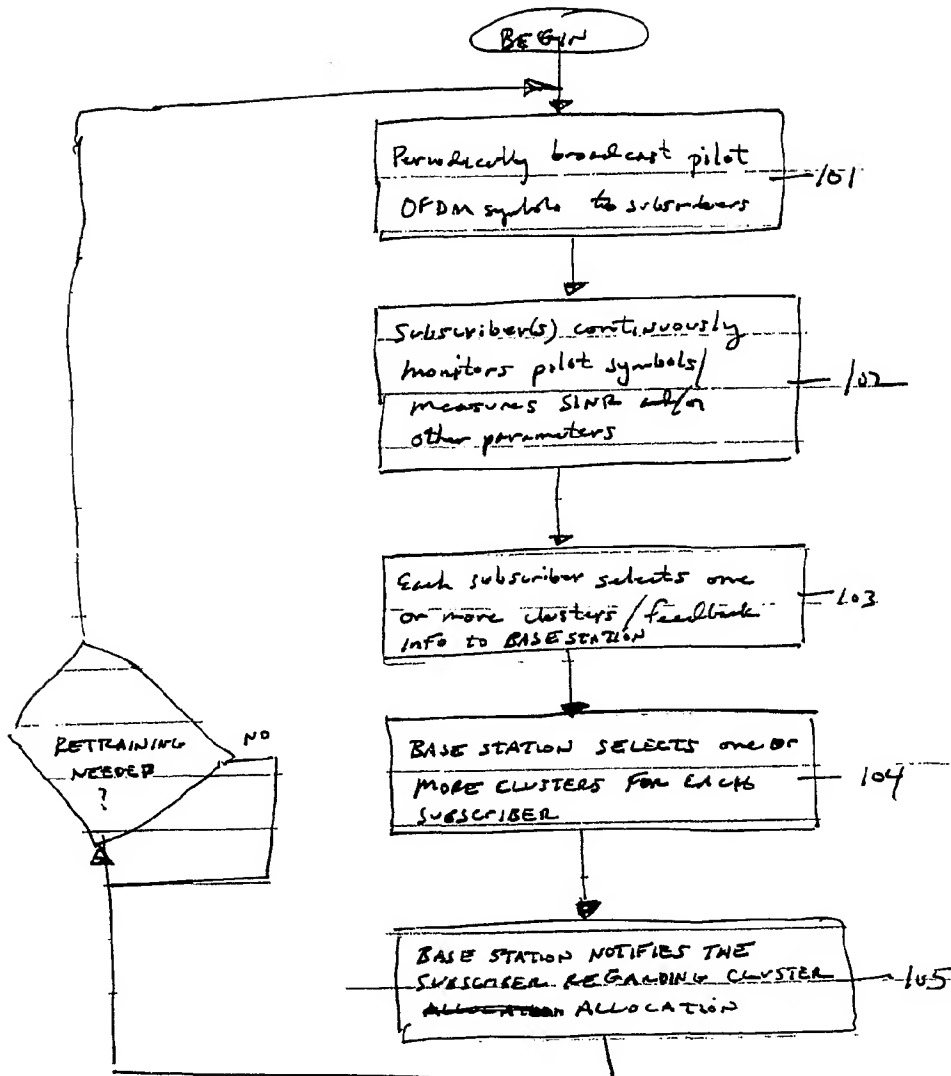 BEGIN
Periodically broadcast pilot
OFDM symbols to subscribers
101
Subscriber(s) continuously
monitors pilot symbols/
measures SINR and/or
other parameters
102
Each subscriber selects one
or more clusters/feedback
info to BASE STATION
103
BASE STATION SELECTS one or
MORE CLUSTERS FOR EACH
SUBSCRIBER
104
BASE STATION NOTIFIES THE
SUBSCRIBER REGARDING CLUSTER
ALLOCATION ALLOCATION
105
RETRAINING
NEEDED
?
NO